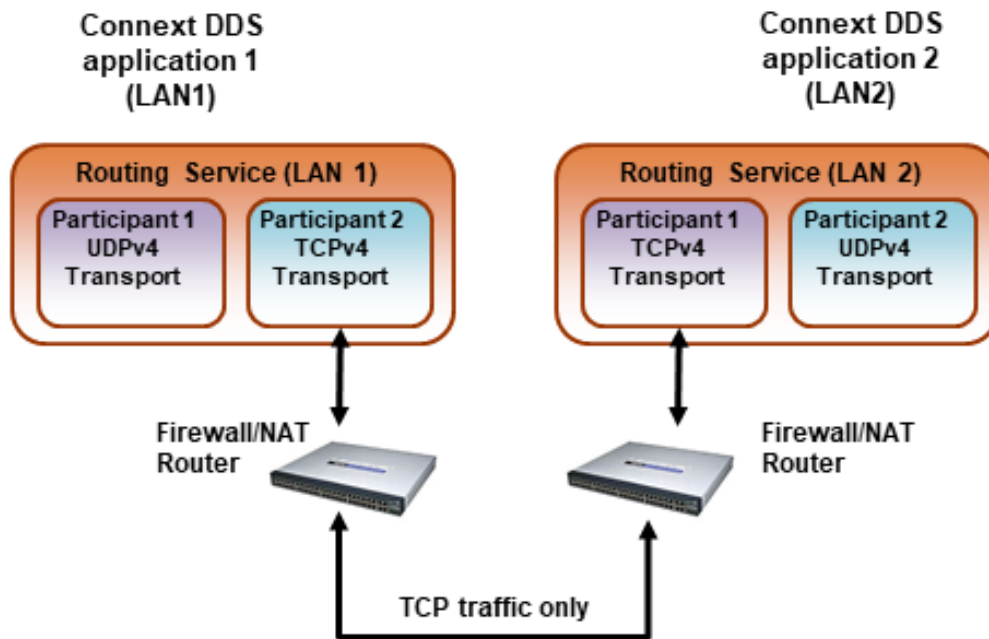 Connext DDS
application 1
(LAN1)
Connext DDS
application 2
(LAN2)
Routing Service (LAN 1)
Participant 1
UDPv4
Transport
Participant 2
TCPv4
Transport
Routing Service (LAN 2)
Participant 1
TCPv4
Transport
Participant 2
UDPv4
Transport
Firewall/NAT
Router
Firewall/NAT
Router
TCP traffic only